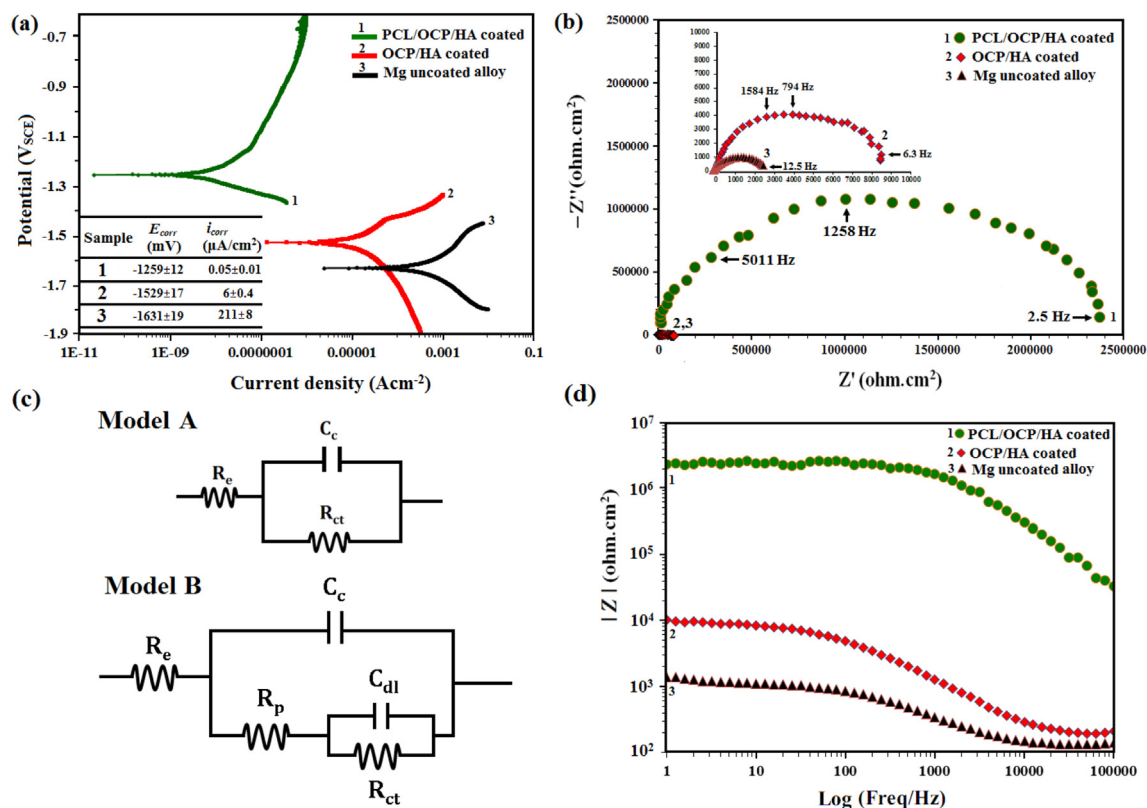 (a)
1 PCL/OCP/HA coated
2 OCP/HA coated
3 Mg uncoated alloy
Potential (VSCE)
-0.7
-0.9
-1.1
-1.3
-1.5
-1.7
-1.9
1
2
3
Sample Ecorr (mV) icorr (µA/cm2)
1 -1259±12 0.05±0.01
2 -1529±17 6±0.4
3 -1631±19 211±8
1E-11 1E-09 0.0000001 0.00001 0.001 0.1
Current density (Acm-2)
(b)
1 PCL/OCP/HA coated
2 OCP/HA coated
3 Mg uncoated alloy
−Z''(ohm.cm2)
2500000
2000000
1500000
1000000
500000
0
10000
9000
8000
7000
6000
5000
4000
3000
2000
1000
0
1584 Hz 794 Hz
2
6.3 Hz
3
12.5 Hz
0 1000 2000 3000 4000 5000 6000 7000 8000 9000 10000
1258 Hz
5011 Hz
2.5 Hz 1
2,3
0 500000 1000000 1500000 2000000 2500000
Z' (ohm.cm2)
(c)
Model A
Cc
Re
Rct
Model B
Cc
Re
Cdl
Rp
Rct
(d)
1 PCL/OCP/HA coated
2 OCP/HA coated
3 Mg uncoated alloy
|Z| (ohm.cm2)
107
106
105
104
103
102
1
2
3
1 10 100 1000 10000 100000
Log (Freq/Hz)